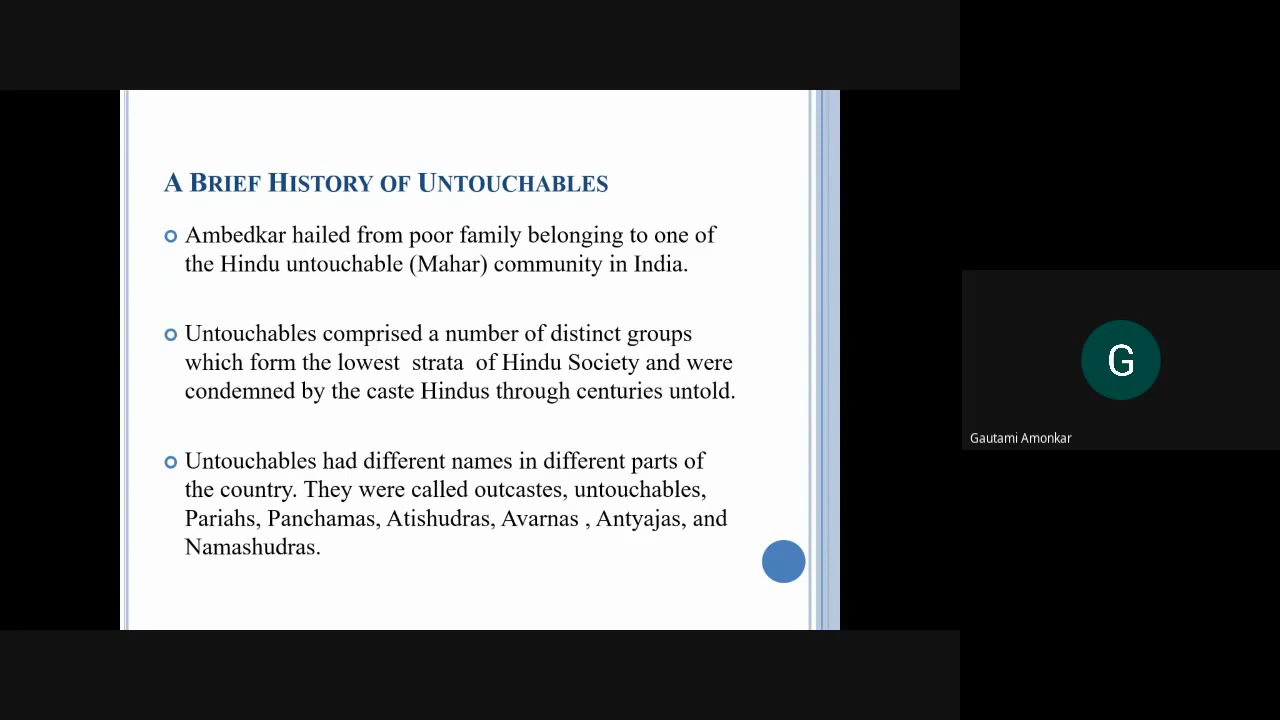 A BRIEF HISTORY OF UNTOUCHABLES
Ambedkar hailed from poor family belonging to one of
the Hindu untouchable (Mahar) community in India.
Untouchables comprised a number of distinct groups
which form the lowest  strata  of Hindu Society and were
condemned by the caste Hindus through centuries untold.
Untouchables had different names in different parts of
the country. They were called outcastes, untouchables,
Pariahs, Panchamas, Atishudras, Avarnas , Antyajas, and
Namashudras.
G
Gautami Amonkar